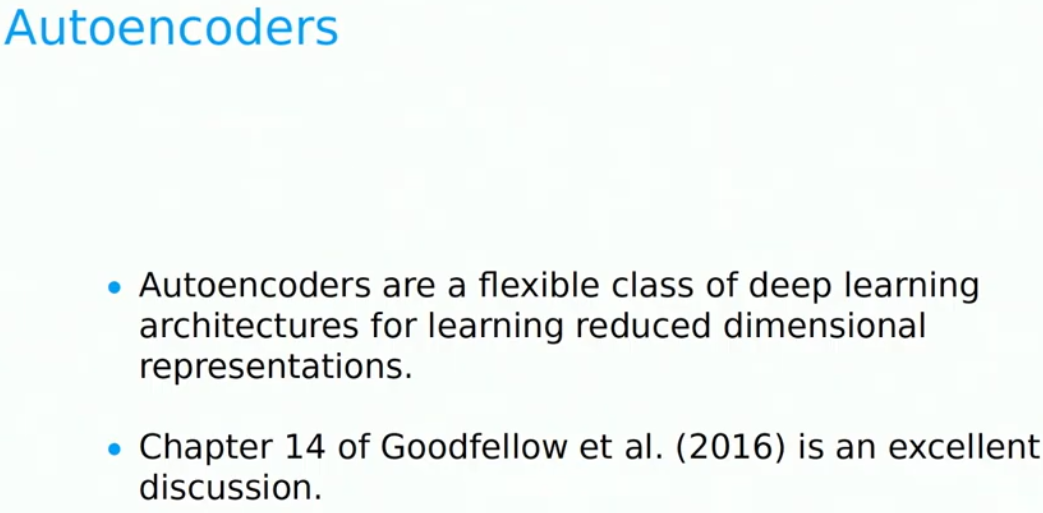 Autoencoders
• Autoencoders are a flexible class of deep learning
architectures for learning reduced dimensional
representations.
• Chapter 14 of Goodfellow et al. (2016) is an excellent
discussion.